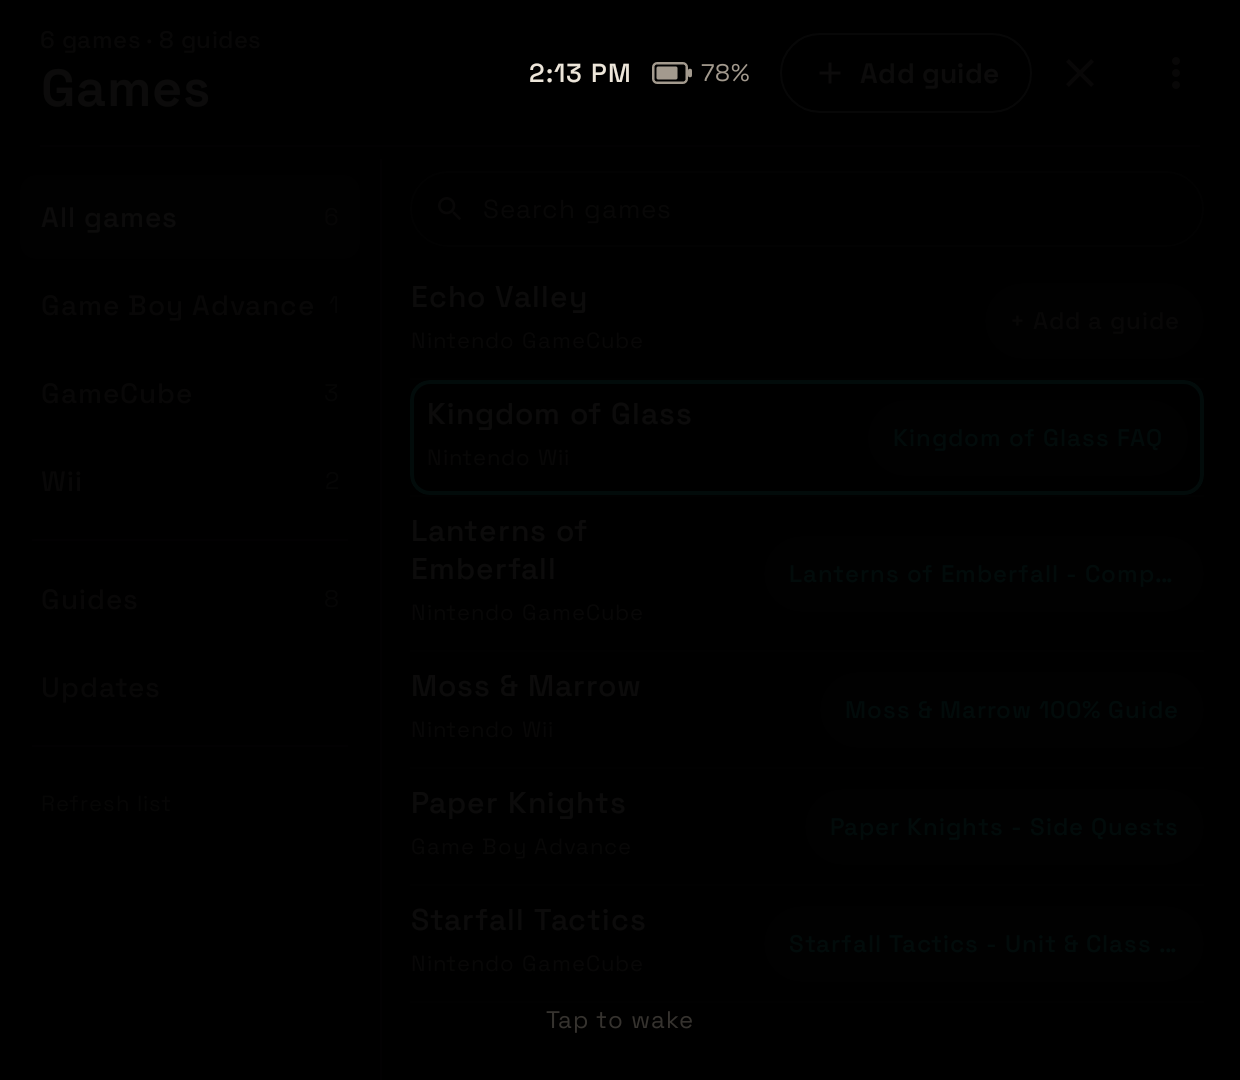 6 games · 8 guides
Games
2:13 PM 78%
+ Add guide
All games 6
Game Boy Advance 1
GameCube 3
Wii 2
Guides 8
Updates
Refresh list
Search games
Echo Valley
Nintendo GameCube
+ Add a guide
Kingdom of Glass
Nintendo Wii
Kingdom of Glass FAQ
Lanterns of
Emberfall
Nintendo GameCube
Lanterns of Emberfall - Comp…
Moss & Marrow
Nintendo Wii
Moss & Marrow 100% Guide
Paper Knights
Game Boy Advance
Paper Knights - Side Quests
Starfall Tactics
Nintendo GameCube
Starfall Tactics - Unit & Class …
Tap to wake